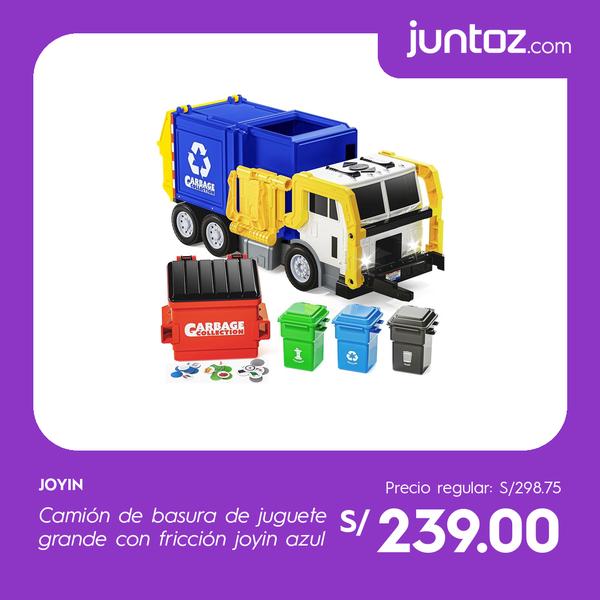 juntoz.com
GARBAGE
COLLECTION
GARBAGE
COLLECTION
JOYIN
Camión de basura de juguete
grande con fricción joyin azul
Precio regular: S/298.75
S/ 239.00